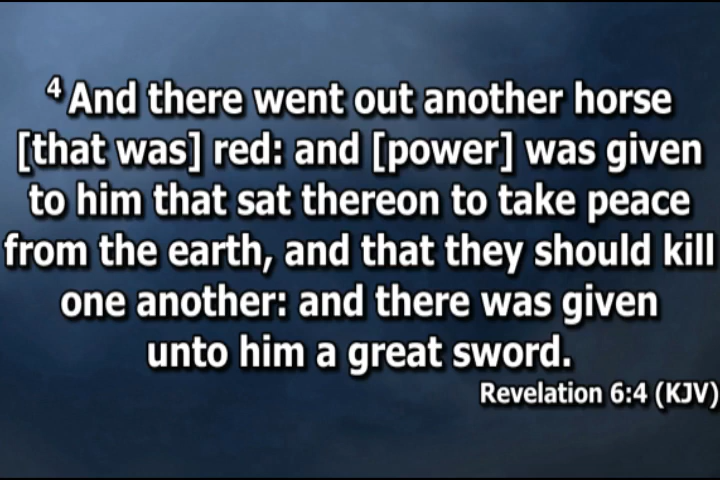 4 And there went out another horse
[that was] red: and [power] was given
to him that sat thereon to take peace
from the earth, and that they should kill
one another: and there was given
unto him a great sword.
Revelation 6:4 (KJV)